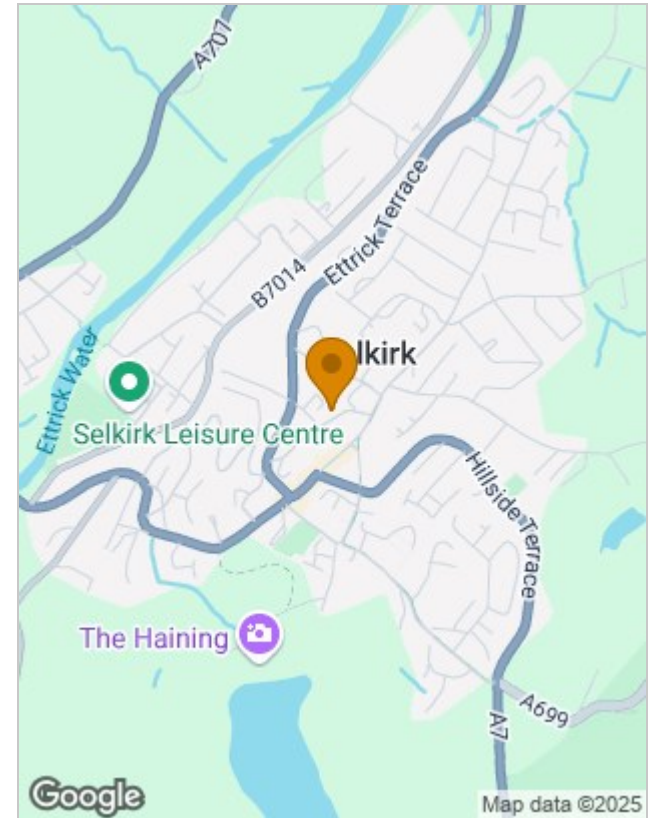 A707
Ettrick Terrace
B7014
lkirk
Ettrick Water
Selkirk Leisure Centre
Hillside Terrace
The Haining
A699
A7
Google
Map data ©2025